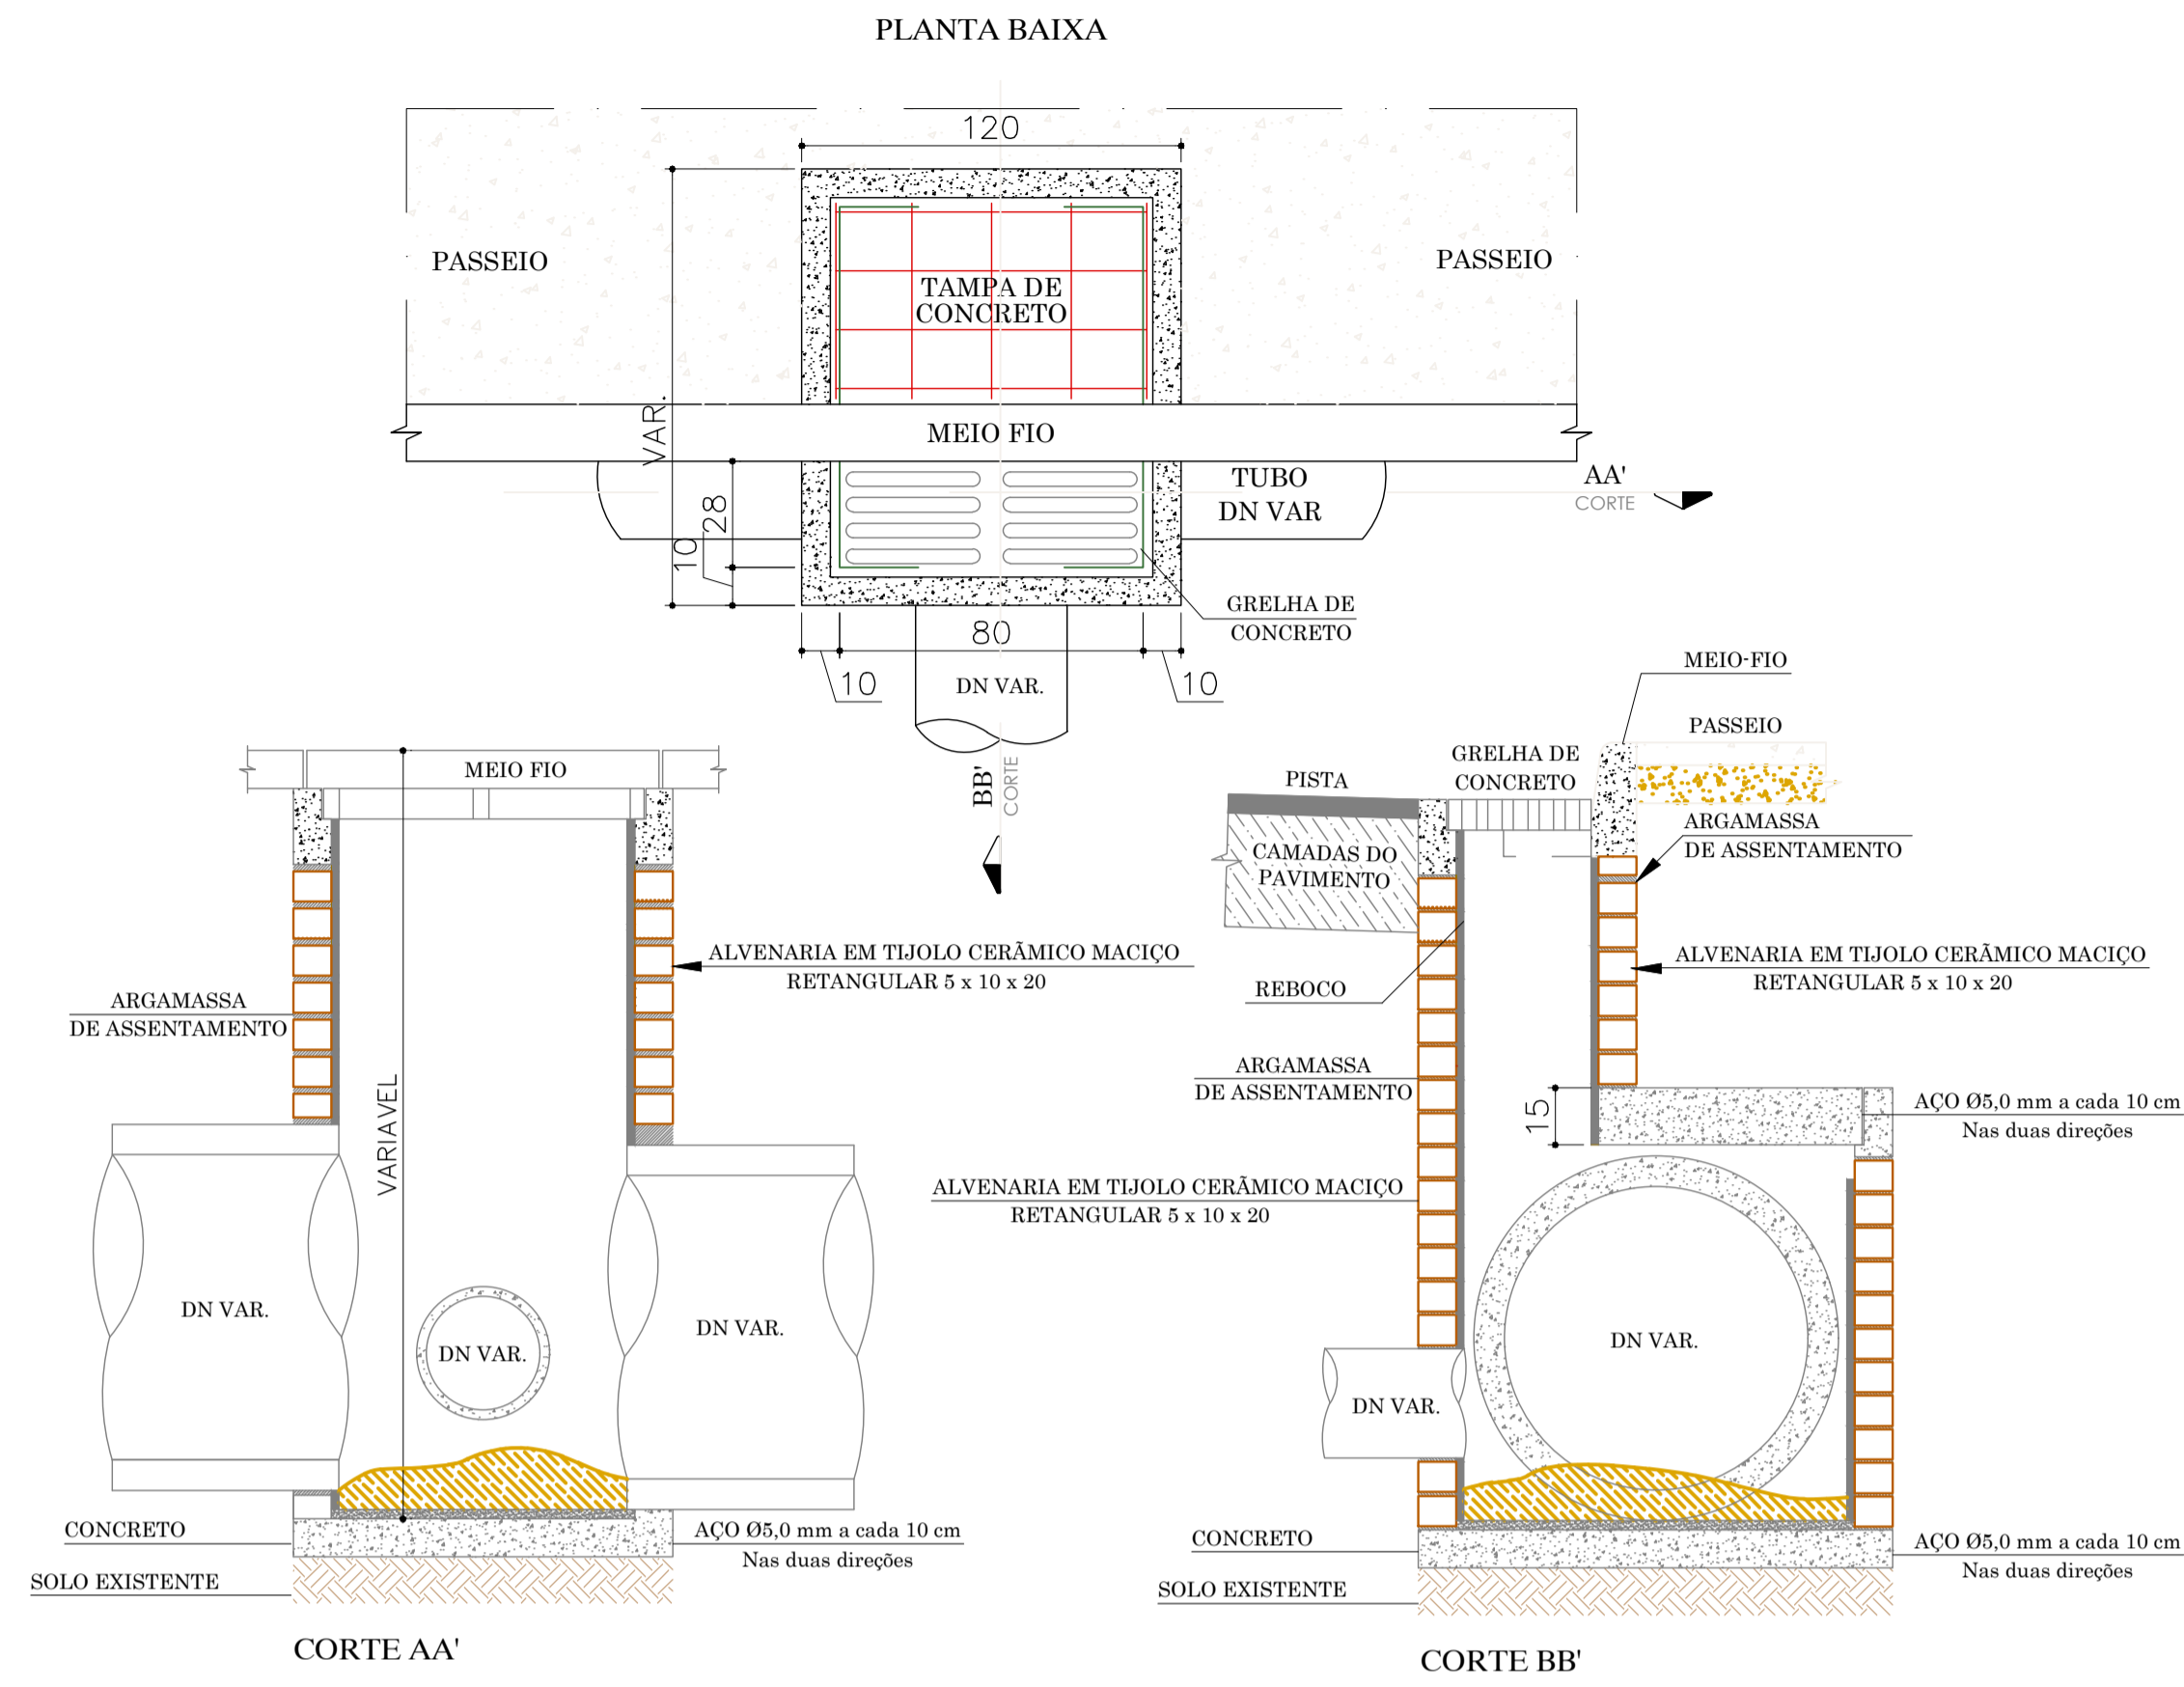 PLANTA BAIXA
120
PASSEIO
PASSEIO
TAMPA DE
CONCRETO
VAR.
MEIO FIO
TUBO
DN VAR
AA'
CORTE
28
10
GRELHA DE
CONCRETO
80
10
10
DN VAR.
BB'
CORTE
MEIO FIO
ARGAMASSA
DE ASSENTAMENTO
ALVENARIA EM TIJOLO CERÃMICO MACIÇO
RETANGULAR 5 x 10 x 20
VARIAVEL
DN VAR.
DN VAR.
DN VAR.
CONCRETO
AÇO Ø5,0 mm a cada 10 cm
Nas duas direções
SOLO EXISTENTE
CORTE AA'
MEIO-FIO
PASSEIO
GRELHA DE
CONCRETO
PISTA
ARGAMASSA
DE ASSENTAMENTO
CAMADAS DO
PAVIMENTO
ALVENARIA EM TIJOLO CERÃMICO MACIÇO
RETANGULAR 5 x 10 x 20
REBOCO
ARGAMASSA
DE ASSENTAMENTO
15
AÇO Ø5,0 mm a cada 10 cm
Nas duas direções
ALVENARIA EM TIJOLO CERÃMICO MACIÇO
RETANGULAR 5 x 10 x 20
DN VAR.
DN VAR.
CONCRETO
AÇO Ø5,0 mm a cada 10 cm
Nas duas direções
SOLO EXISTENTE
CORTE BB'